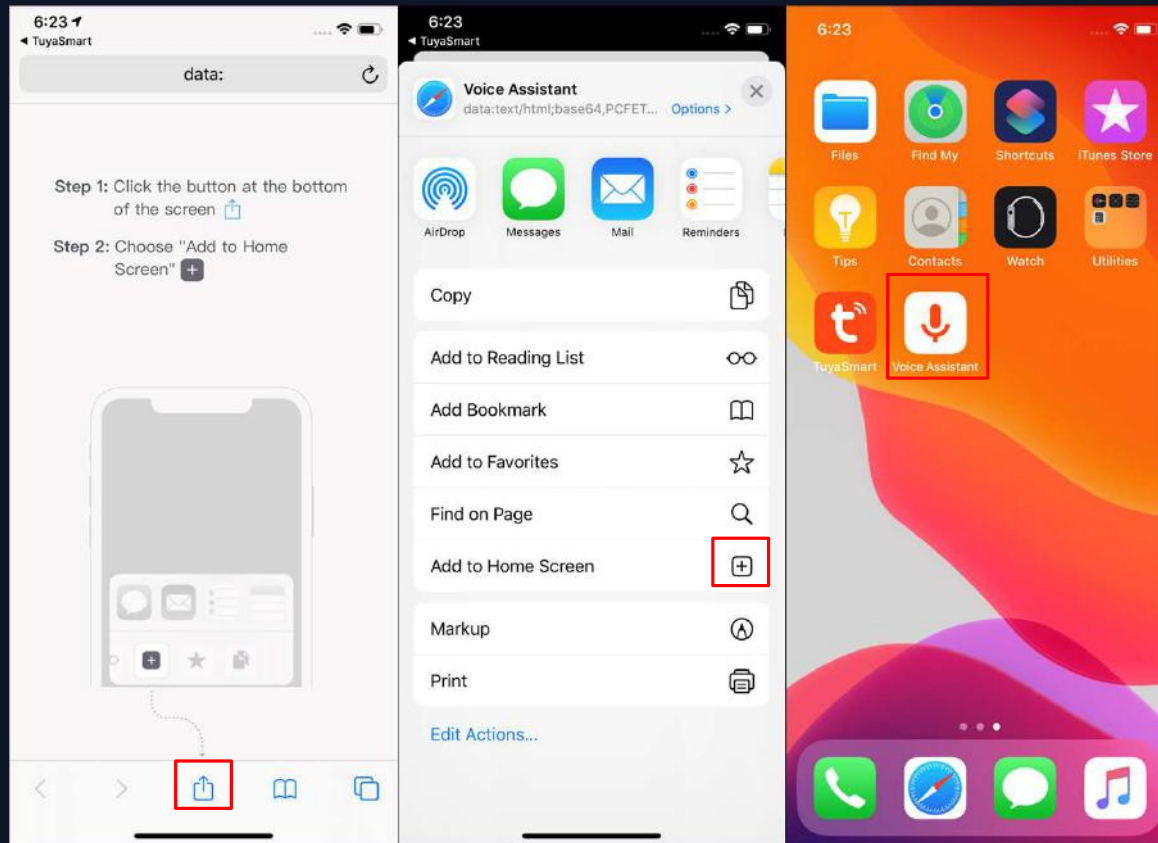 6:23
◀ TuyaSmart
data:
Step 1: Click the button at the bottom
of the screen
Step 2: Choose "Add to Home
Screen"
6:23
◀ TuyaSmart
Voice Assistant
data:text/html;base64,PCFET... Options >
AirDrop Messages Mail Reminders
Copy
Add to Reading List
Add Bookmark
Add to Favorites
Find on Page
Add to Home Screen
Markup
Print
Edit Actions...
6:23
Files Find My Shortcuts iTunes Store
Tips Contacts Watch Utilities
TuyaSmart Voice Assistant